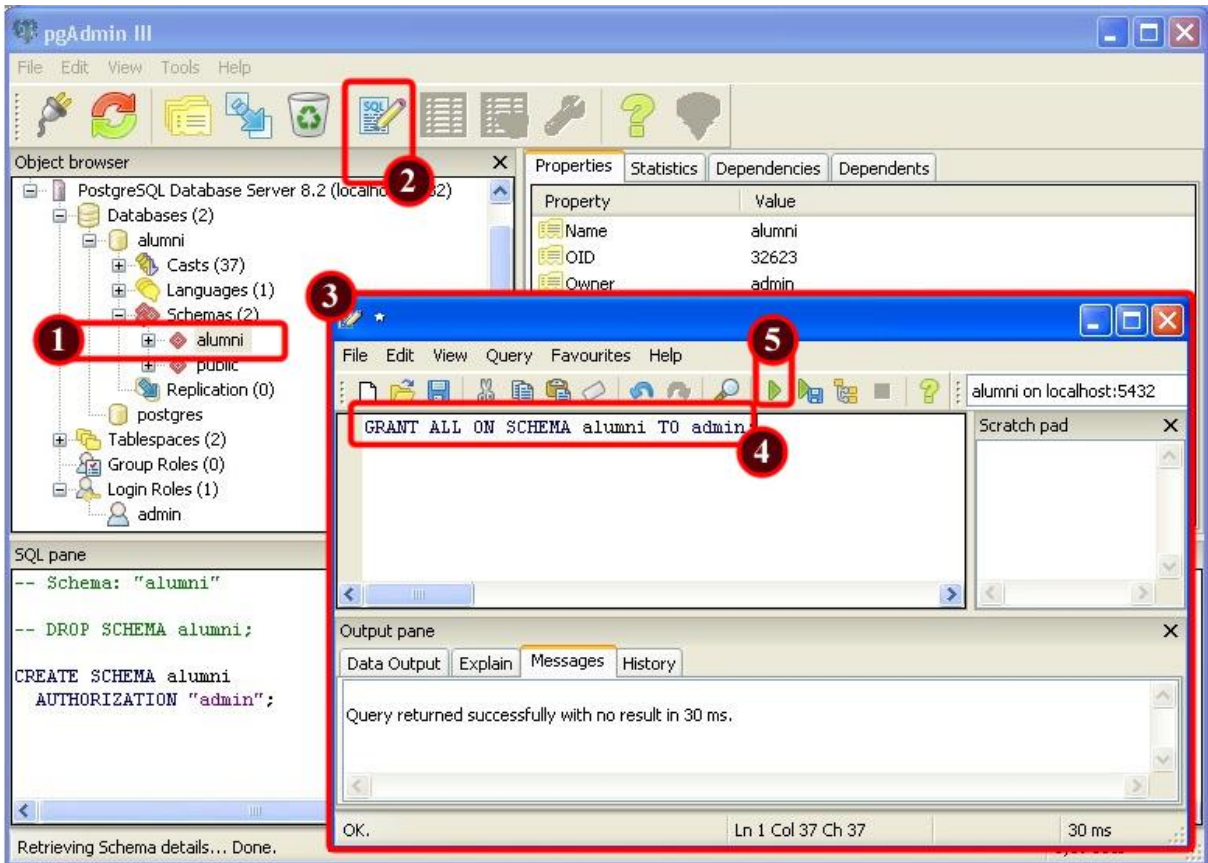 pgAdmin III
File Edit View Tools Help
SQL
2
Object browser
PostgreSQL Database Server 8.2 (localho 32)
Databases (2)
alumni
Casts (37)
Languages (1)
Schemas (2)
1
alumni
public
Replication (0)
postgres
Tablespaces (2)
Group Roles (0)
Login Roles (1)
admin
Properties Statistics Dependencies Dependents
Property Value
Name alumni
OID 32623
Owner admin
3
5
File Edit View Query Favourites Help
alumni on localhost:5432
GRANT ALL ON SCHEMA alumni TO admin;
4
Scratch pad
Output pane
Data Output Explain Messages History
Query returned successfully with no result in 30 ms.
OK. Ln 1 Col 37 Ch 37 30 ms
SQL pane
-- Schema: "alumni"
-- DROP SCHEMA alumni;
CREATE SCHEMA alumni
AUTHORIZATION "admin";
Retrieving Schema details... Done.